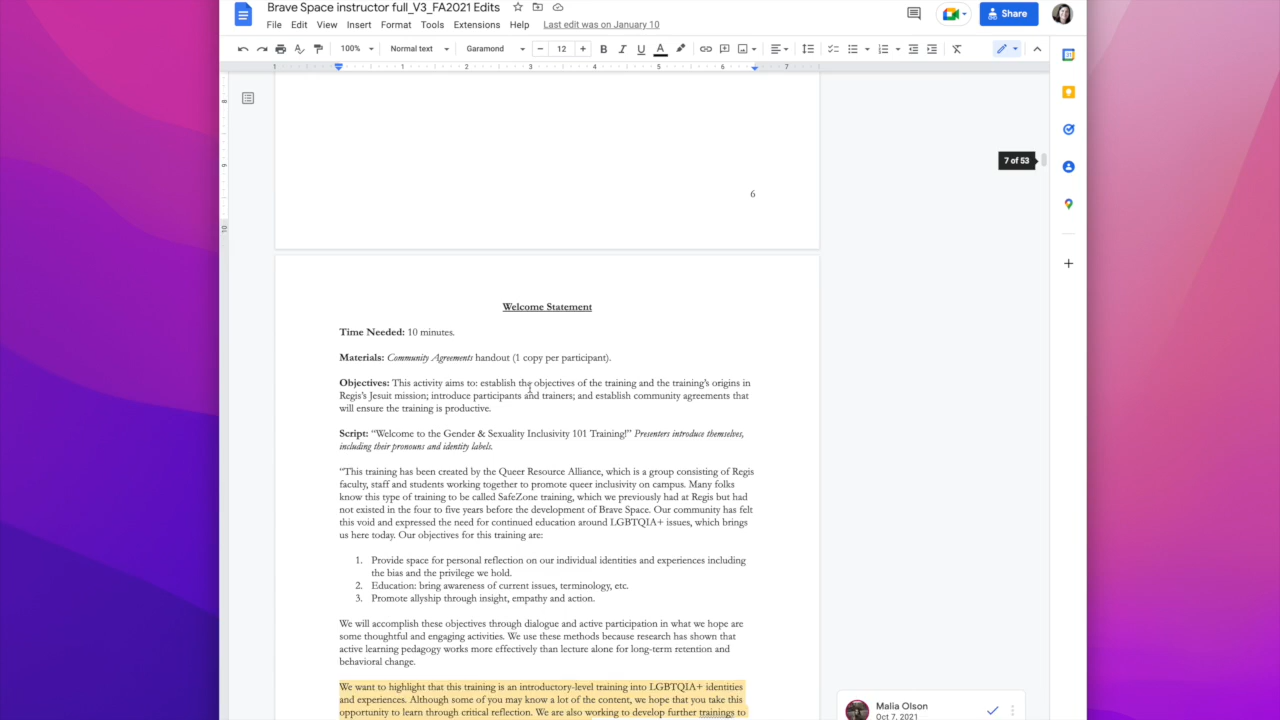 Brave Space instructor full_V3_FA2021 Edits
File Edit View Insert Format Tools Extensions Help Last edit was on January 10
Share
100% Normal text Garamond 12
1 1 2 3 4 5 6 7
8
9
10
7 of 53
6
Welcome Statement
Time Needed: 10 minutes.
Materials: Community Agreements handout (1 copy per participant).
Objectives: This activity aims to: establish the objectives of the training and the training's origins in
Regis's Jesuit mission; introduce participants and trainers; and establish community agreements that
will ensure the training is productive.
Script: “Welcome to the Gender & Sexuality Inclusivity 101 Training!” Presenters introduce themselves,
including their pronouns and identity labels.
“This training has been created by the Queer Resource Alliance, which is a group consisting of Regis
faculty, staff and students working together to promote queer inclusivity on campus. Many folks
know this type of training to be called SafeZone training, which we previously had at Regis but had
not existed in the four to five years before the development of Brave Space. Our community has felt
this void and expressed the need for continued education around LGBTQIA+ issues, which brings
us here today. Our objectives for this training are:
1. Provide space for personal reflection on our individual identities and experiences including
the bias and the privilege we hold.
2. Education: bring awareness of current issues, terminology, etc.
3. Promote allyship through insight, empathy and action.
We will accomplish these objectives through dialogue and active participation in what we hope are
some thoughtful and engaging activities. We use these methods because research has shown that
active learning pedagogy works more effectively than lecture alone for long-term retention and
behavioral change.
We want to highlight that this training is an introductory-level training into LGBTQIA+ identities
and experiences. Although some of you may know a lot of the content, we hope that you take this
opportunity to learn through critical reflection. We are also working to develop further trainings to
Malia Olson
Oct 7, 2021